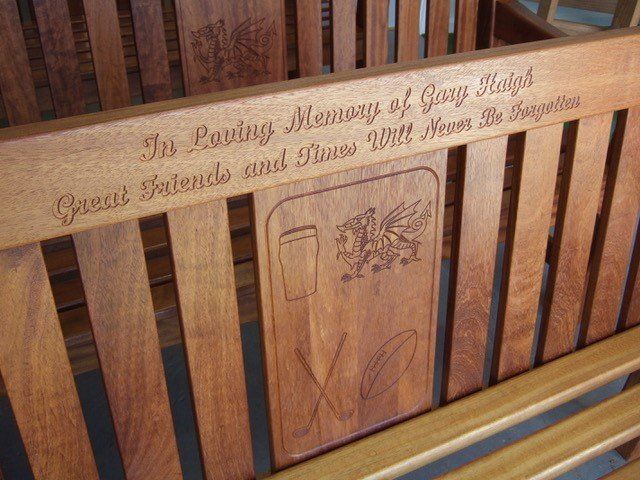 In Loving Memory of Gary Haigh
Great Friends and Times Will Never Be Forgotten